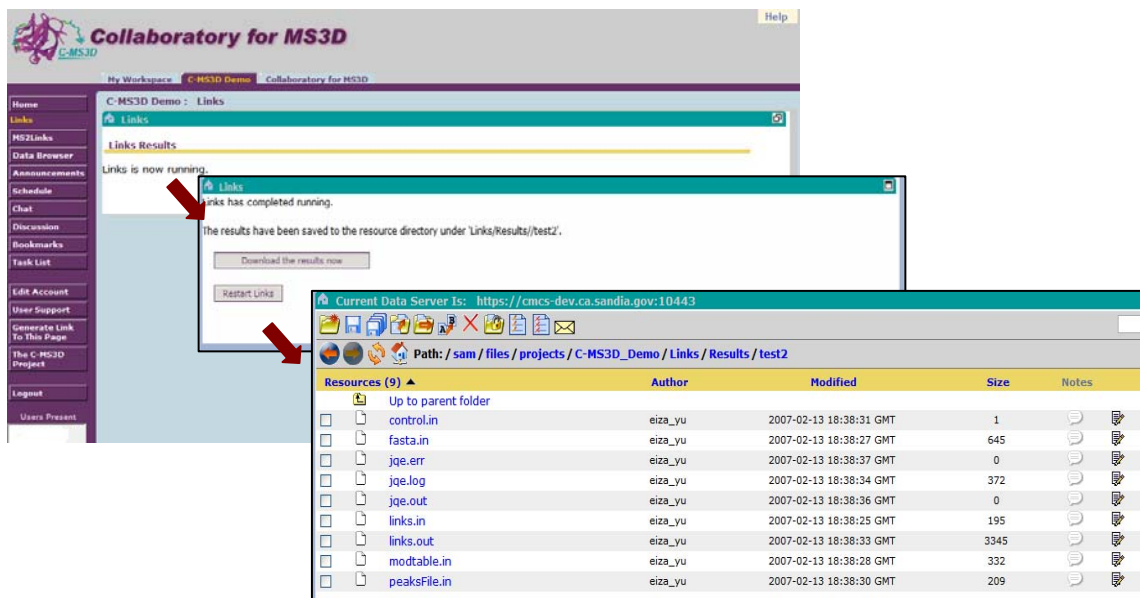 Help
Collaboratory for MS3D
C-MS3D
My Workspace C-MS3D Demo Collaboratory for MS3D
Home
Links
MS2Links
Data Browser
Announcements
Schedule
Chat
Discussion
Bookmarks
Task List
Edit Account
User Support
Generate Link
To This Page
The C-MS3D
Project
Logout
Users Present
C-MS3D Demo : Links
Links
Links Results
Links is now running.
Links
Links has completed running.
The results have been saved to the resource directory under 'Links/Results//test2'.
Download the results now
Restart Links
Current Data Server Is: https://cmcs-dev.ca.sandia.gov:10443
Path: / sam / files / projects / C-MS3D_Demo / Links / Results / test2
Resources (9) ▲ Author Modified Size Notes
Up to parent folder
control.in eiza_yu 2007-02-13 18:38:31 GMT 1
fasta.in eiza_yu 2007-02-13 18:38:27 GMT 645
jqe.err eiza_yu 2007-02-13 18:38:37 GMT 0
jqe.log eiza_yu 2007-02-13 18:38:34 GMT 372
jqe.out eiza_yu 2007-02-13 18:38:36 GMT 0
links.in eiza_yu 2007-02-13 18:38:25 GMT 195
links.out eiza_yu 2007-02-13 18:38:33 GMT 3345
modtable.in eiza_yu 2007-02-13 18:38:28 GMT 332
peaksFile.in eiza_yu 2007-02-13 18:38:30 GMT 209